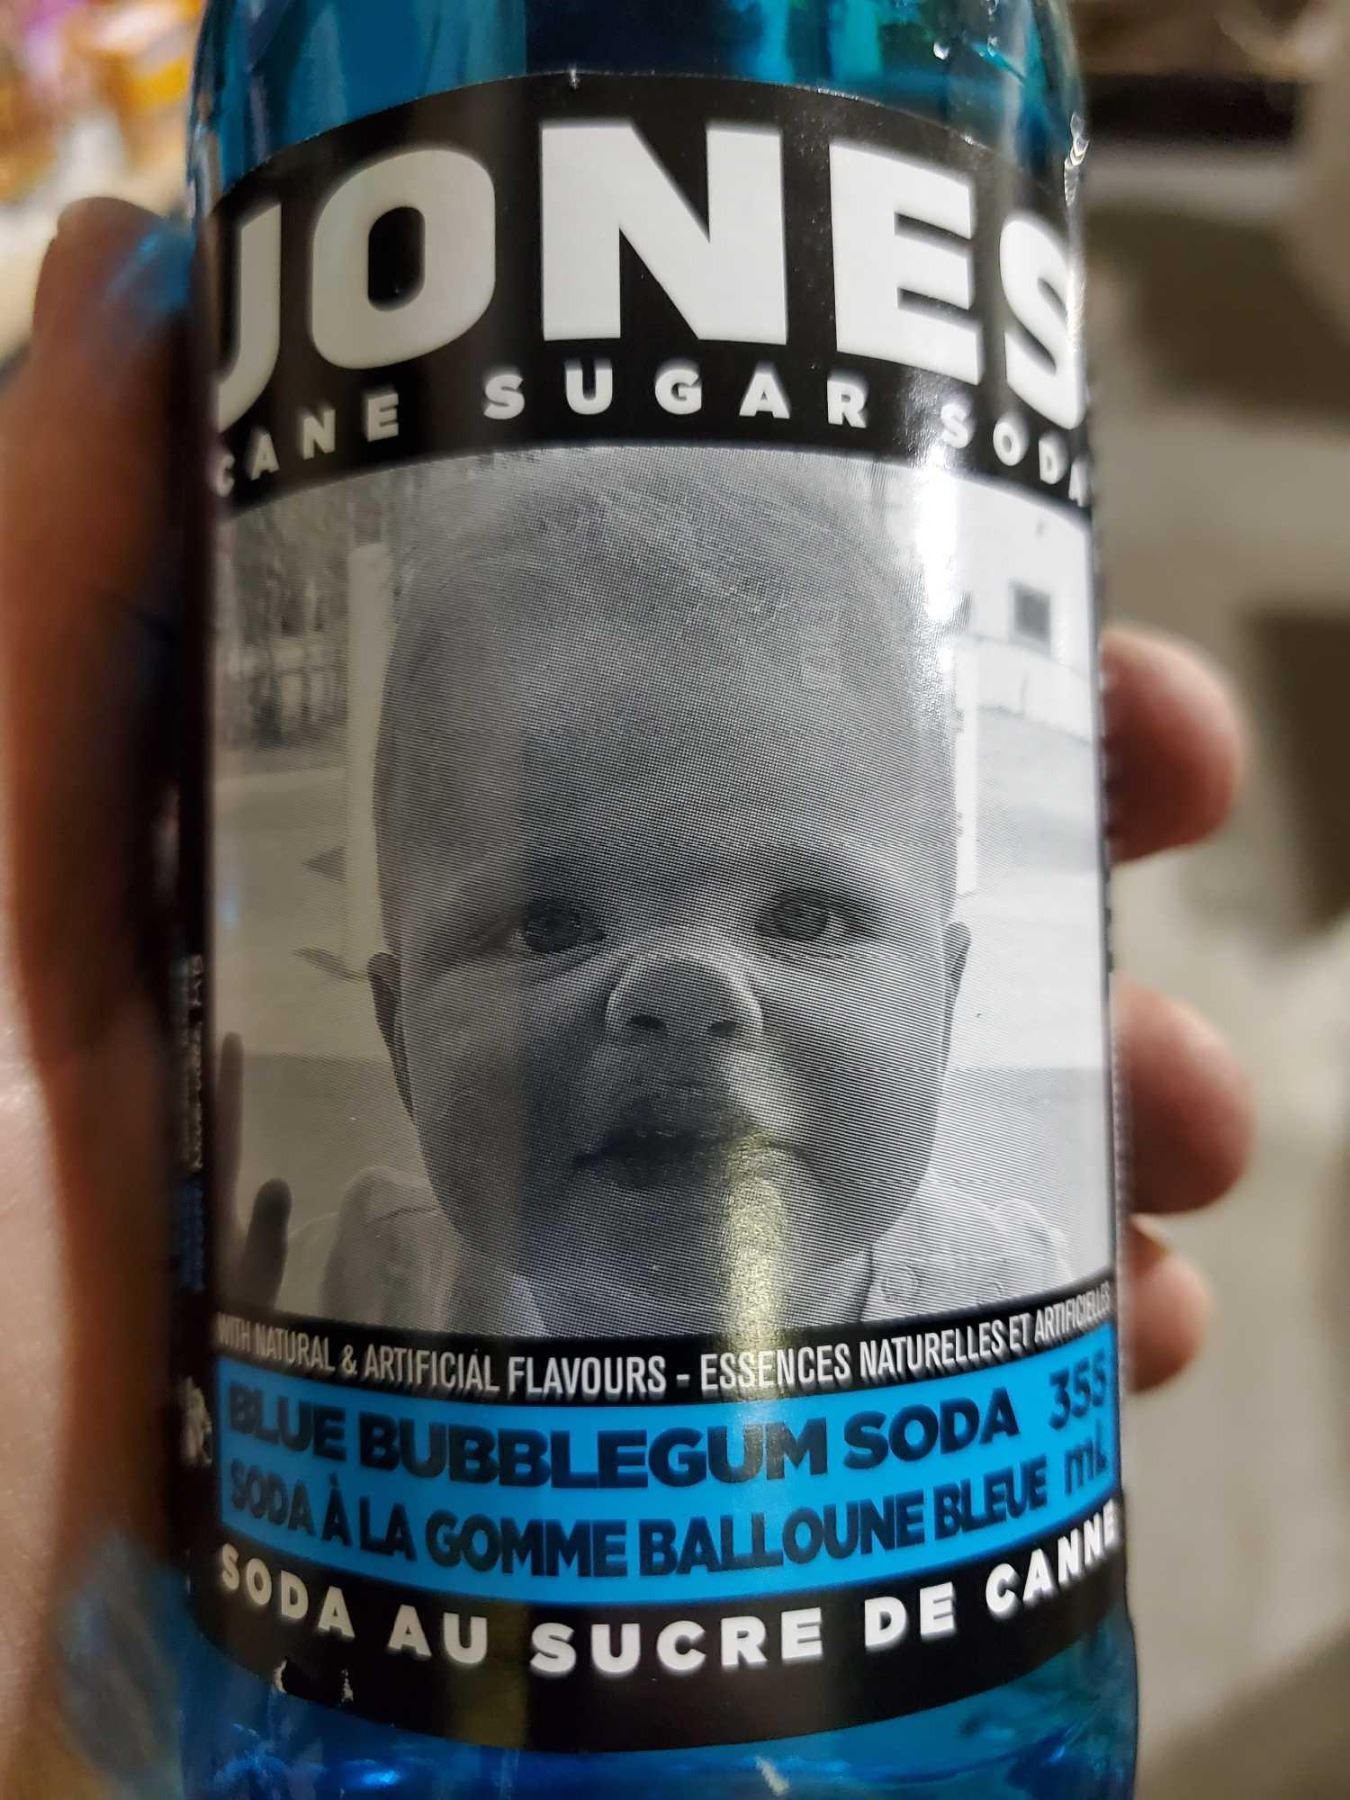 JONES
CANE SUGAR SODA
WITH NATURAL & ARTIFICIAL FLAVOURS - ESSENCES NATURELLES ET ARTIFICIELLES
BLUE BUBBLEGUM SODA 355 mL
SODA À LA GOMME BALLOUNE BLEUE
SODA AU SUCRE DE CANNE